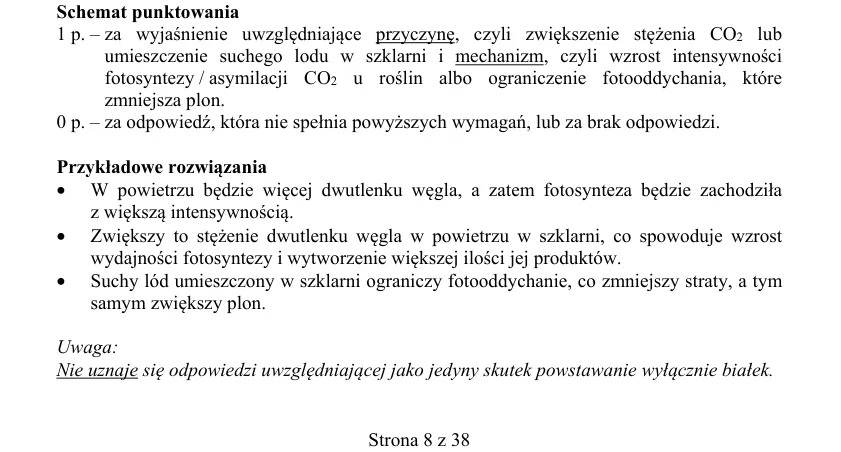 Schemat punktowania
1 p. – za wyjaśnienie uwzględniające przyczynę, czyli zwiększenie stężenia CO2 lub
umieszczenie suchego lodu w szklarni i mechanizm, czyli wzrost intensywności
fotosyntezy / asymilacji CO2 u roślin albo ograniczenie fotooddychania, które
zmniejsza plon.
0 p. – za odpowiedź, która nie spełnia powyższych wymagań, lub za brak odpowiedzi.
Przykładowe rozwiązania
• W powietrzu będzie więcej dwutlenku węgla, a zatem fotosynteza będzie zachodziła
z większą intensywnością.
• Zwiększy to stężenie dwutlenku węgla w powietrzu w szklarni, co spowoduje wzrost
wydajności fotosyntezy i wytworzenie większej ilości jej produktów.
• Suchy lód umieszczony w szklarni ograniczy fotooddychanie, co zmniejszy straty, a tym
samym zwiększy plon.
Uwaga:
Nie uznaje się odpowiedzi uwzględniającej jako jedyny skutek powstawanie wyłącznie białek.
Strona 8 z 38